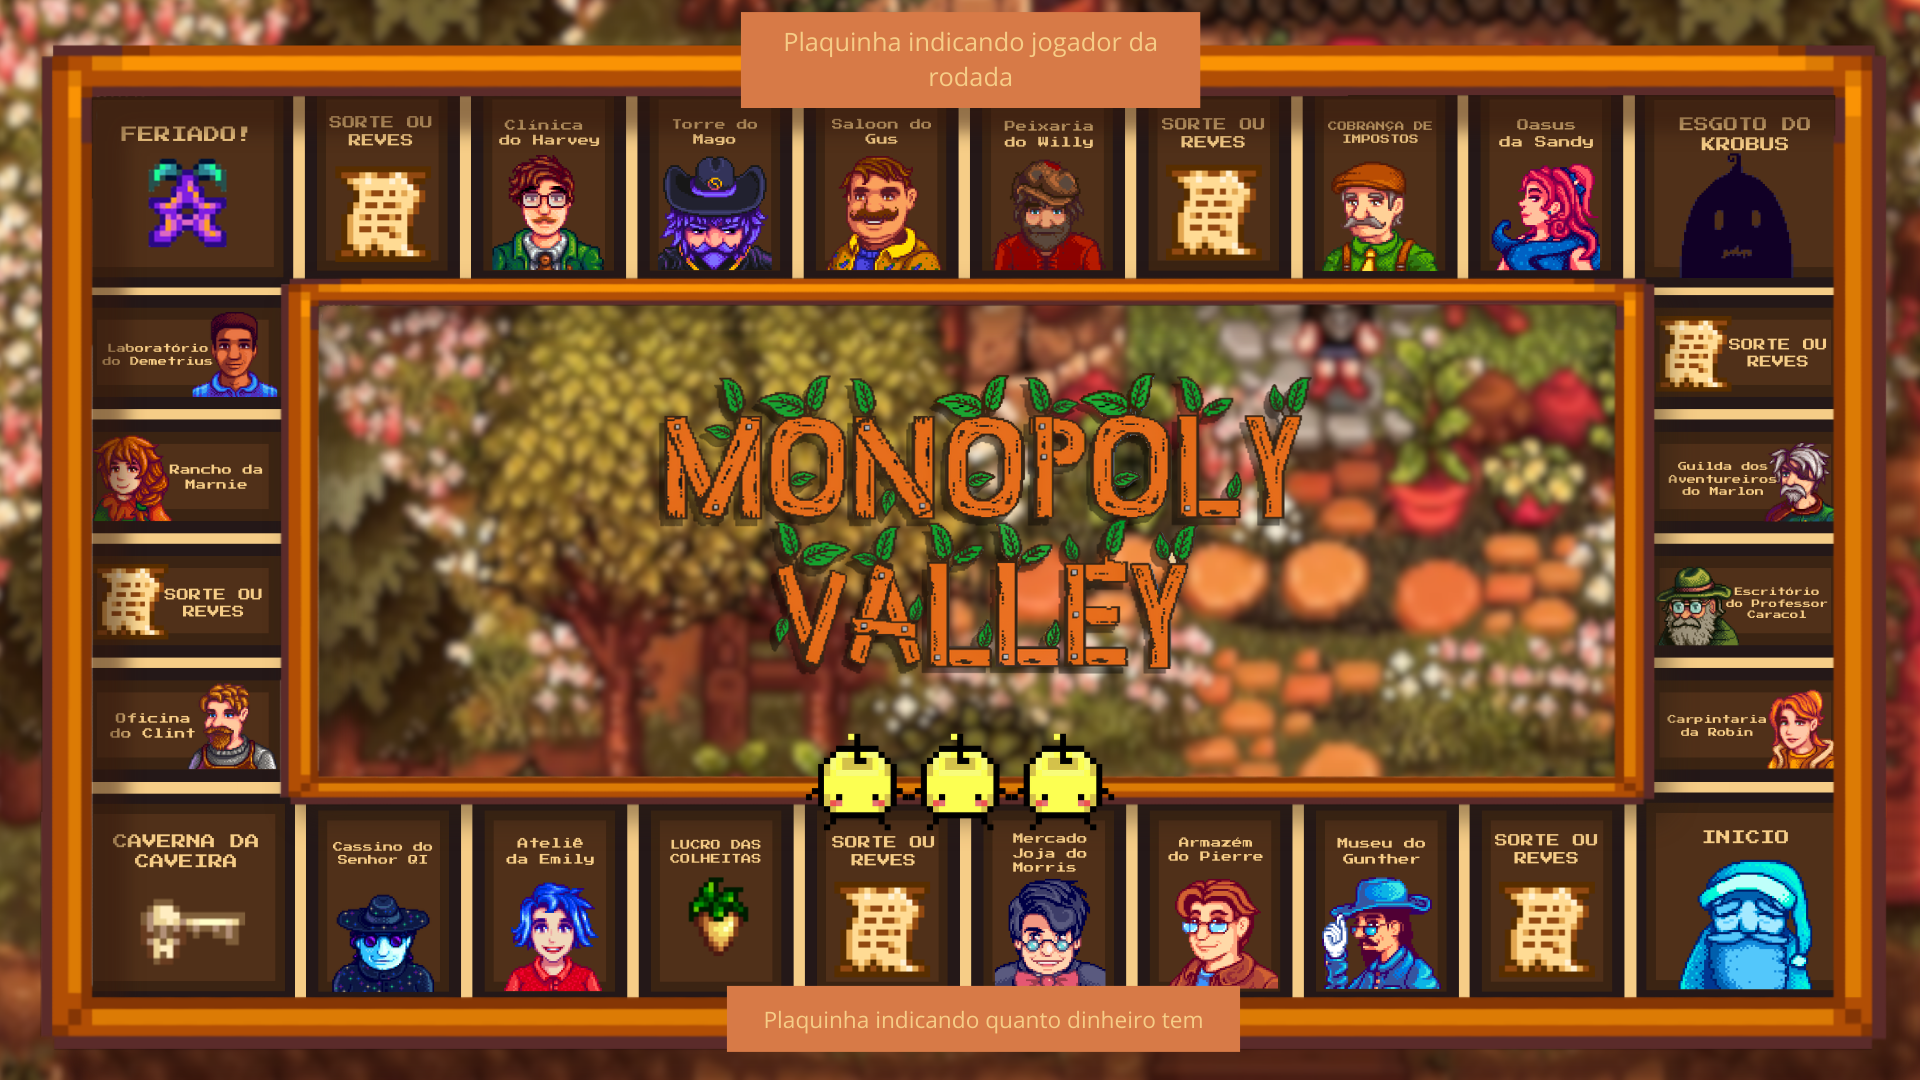 Plaquinha indicando jogador da
rodada
FERIADO!
SORTE OU
REVES
Clínica
do Harvey
Torre do
Mago
Saloon do
Gus
Peixaria
do Willy
SORTE OU
REVES
COBRANÇA DE
IMPOSTOS
Oasus
da Sandy
ESGOTO DO
KROBUS
Laboratório
do Demetrius
SORTE OU
REVES
Rancho da
Marnie
Guilda dos
Aventureiros
do Marlon
MONOPOLY
VALLEY
SORTE OU
REVES
Escritório
do Professor
Caracol
Oficina
do Clint
Carpintaria
da Robin
CAVERNA DA
CAVEIRA
Cassino do
Senhor QI
Ateliê
da Emily
LUCRO DAS
COLHEITAS
SORTE OU
REVES
Mercado
Joja do
Morris
Armazém
do Pierre
Museu do
Gunther
SORTE OU
REVES
INICIO
Plaquinha indicando quanto dinheiro tem